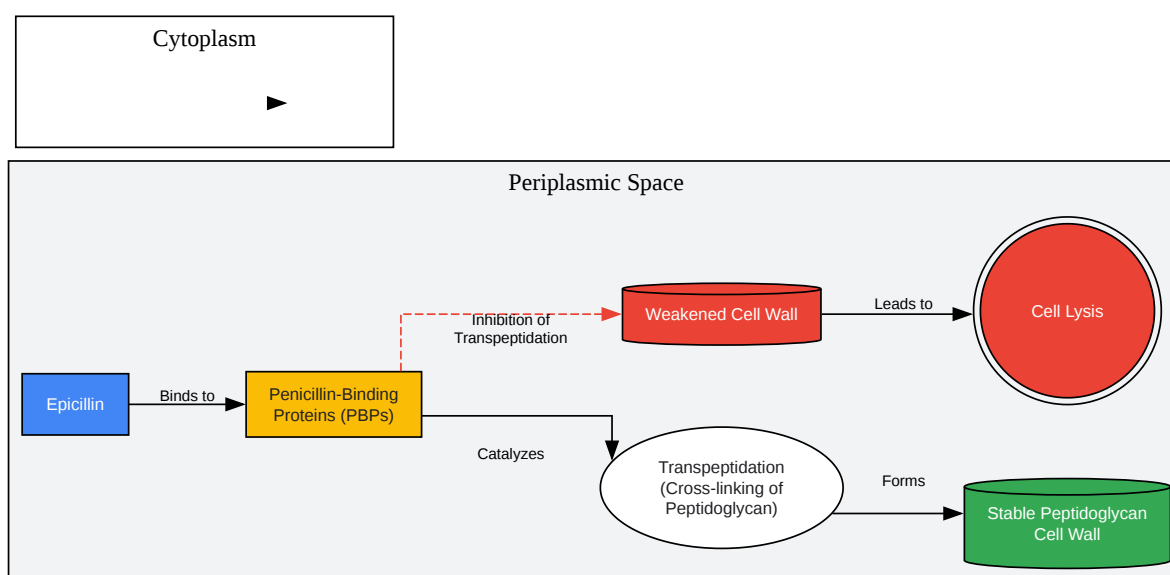 Cytoplasm
Periplasmic Space
Weakened Cell Wall
Leads to
Cell Lysis
Inhibition of
Transpeptidation
Epicillin
Binds to
Penicillin-Binding
Proteins (PBPs)
Catalyzes
Transpeptidation
(Cross-linking of
Peptidoglycan)
Forms
Stable Peptidoglycan
Cell Wall